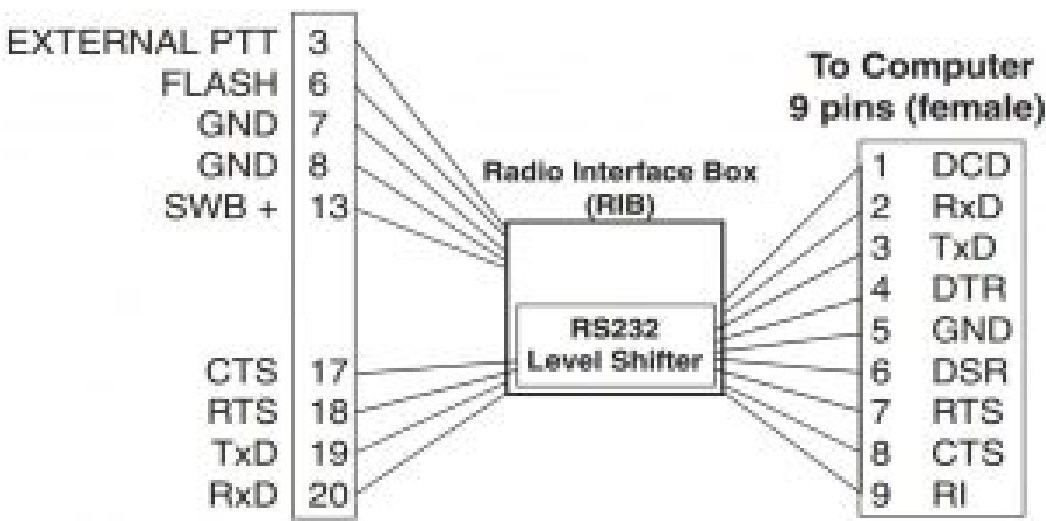 EXTERNAL PTT 3
FLASH 6
GND 7
GND 8
SWB + 13
CTS 17
RTS 18
TxD 19
RxD 20
Radio Interface Box
(RIB)
RS232
Level Shifter
To Computer
9 pins (female)
1 DCD
2 RxD
3 TxD
4 DTR
5 GND
6 DSR
7 RTS
8 CTS
9 RI